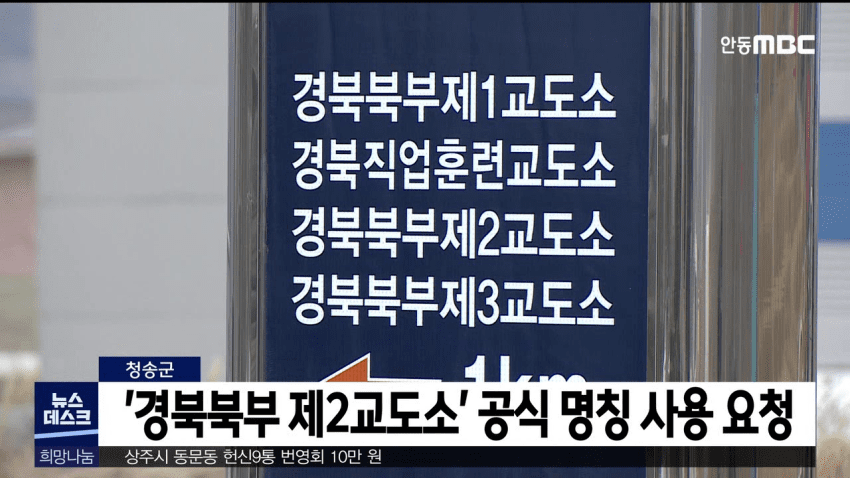 안동MBC
경북북부제1교도소
경북직업훈련교도소
경북북부제2교도소
경북북부제3교도소
1km
청송군
뉴스
데스크
'경북북부 제2교도소' 공식 명칭 사용 요청
희망나눔
상주시 동문동 헌신9통 번영회 10만 원